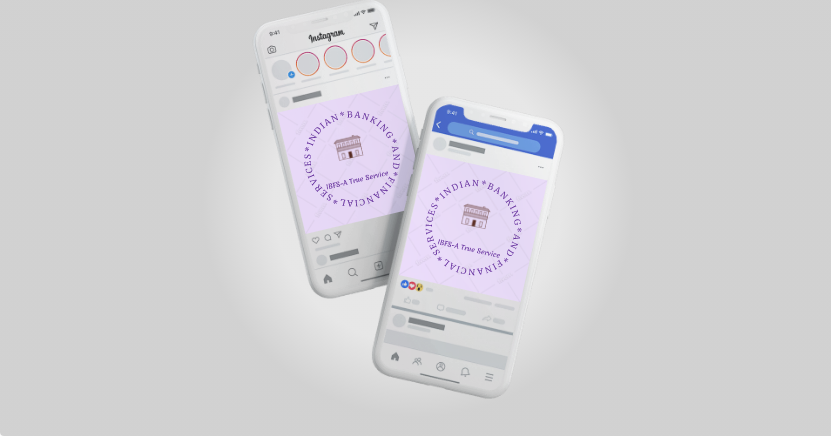 9:41
Instagram
*INDIAN*BANKING*AND*FINANCIAL*SERVICES
IBFS-A True Service
9:41
*INDIAN*BANKING*AND*FINANCIAL*SERVICES
IBFS-A True Service